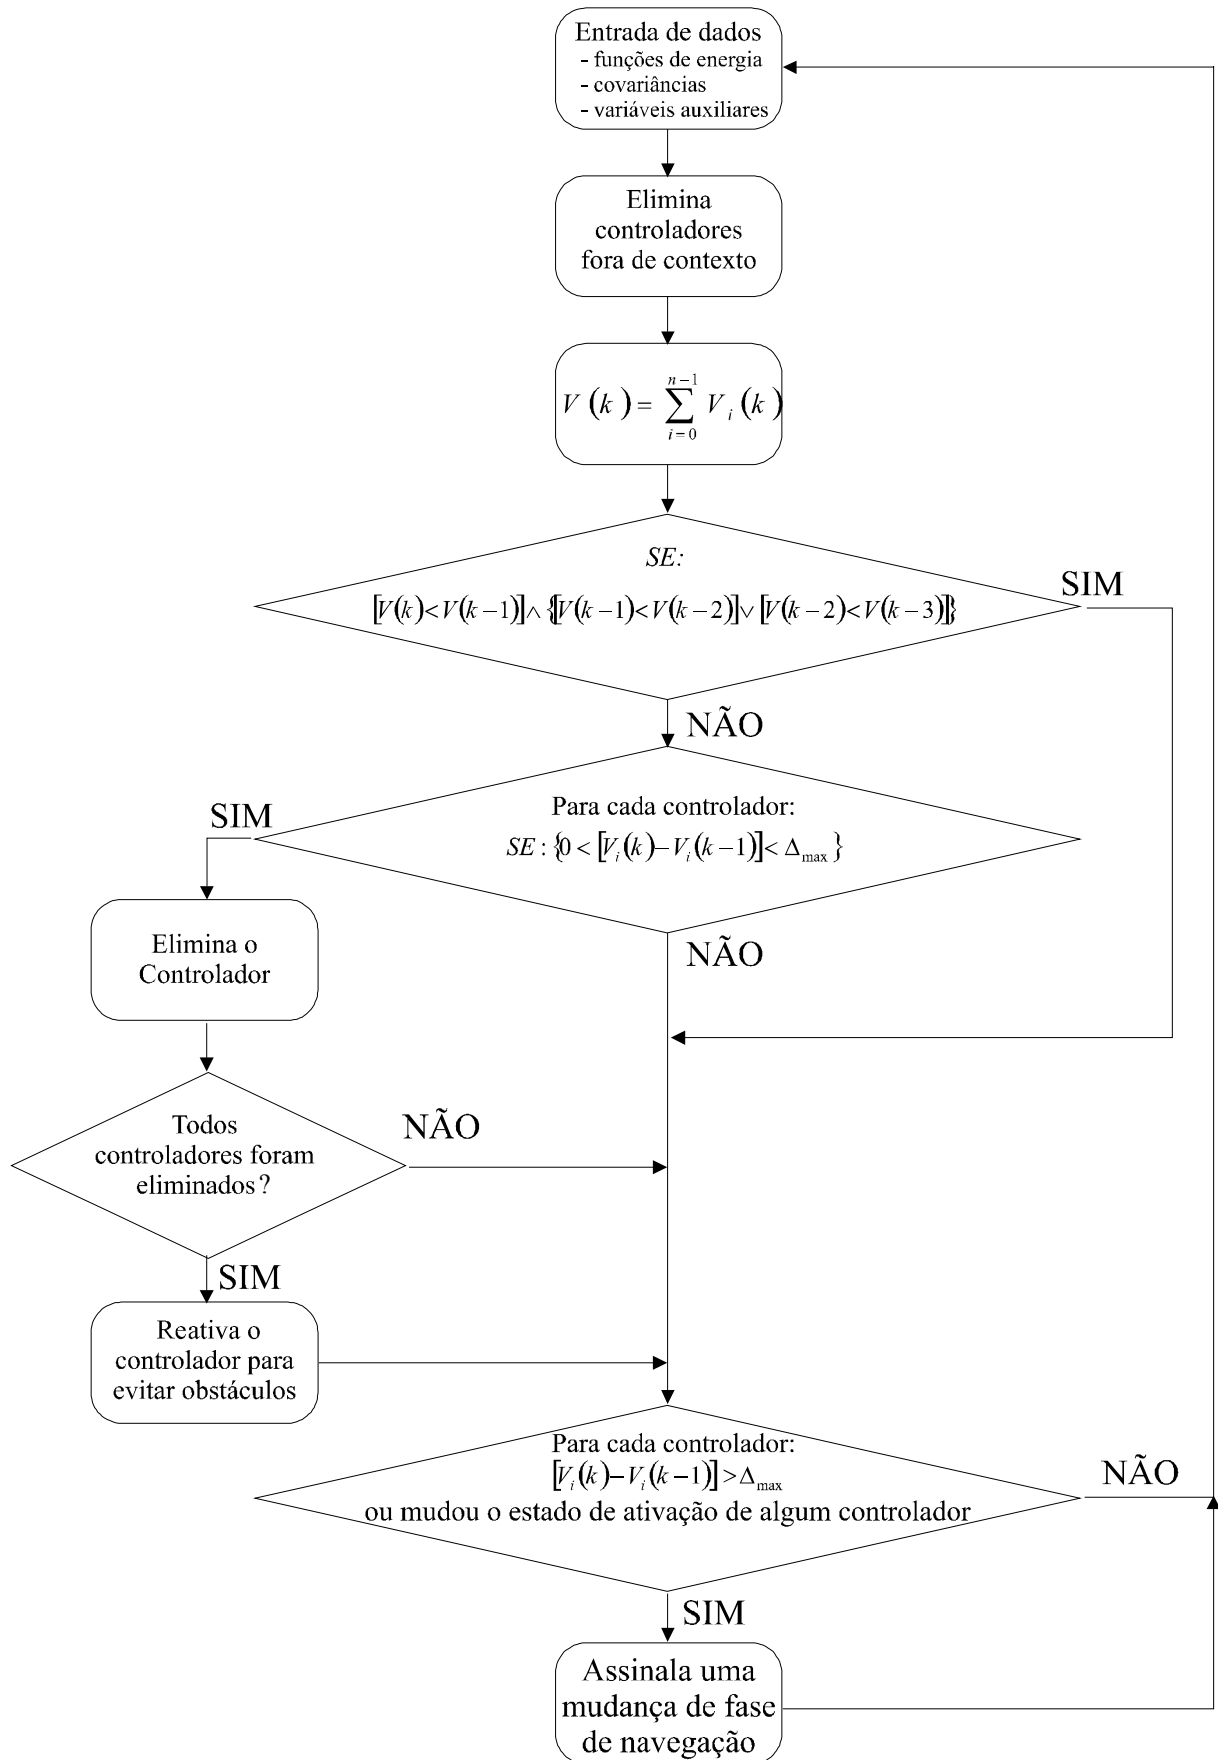 Entrada de dados
- funções de energia
- covariâncias
- variáveis auxiliares
Elimina
controladores
fora de contexto
V(k) = \sum_{i=0}^{n-1} V_i(k)
SE:
[V(k)<V(k-1)]∧{[V(k-1)<V(k-2)]∨[V(k-2)<V(k-3)]}
SIM
NÃO
Para cada controlador:
SE : {0 < [V_i(k)-V_i(k-1)] < Δ_max}
SIM
NÃO
Elimina o
Controlador
Todos
controladores foram
eliminados?
NÃO
SIM
Reativa o
controlador para
evitar obstáculos
Para cada controlador:
[V_i(k)-V_i(k-1)] > Δ_max
ou mudou o estado de ativação de algum controlador
NÃO
SIM
Assinala uma
mudança de fase
de navegação